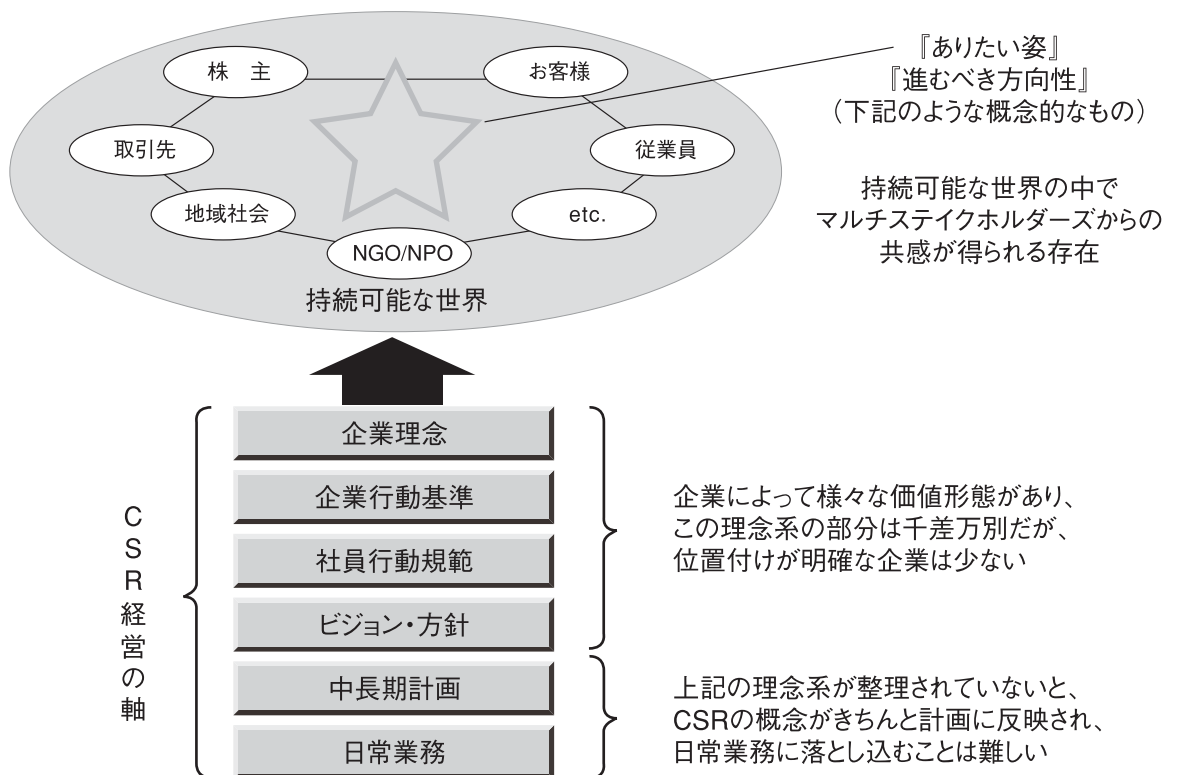 株　主
お客様
取引先
従業員
地域社会
etc.
NGO/NPO
持続可能な世界
『ありたい姿』
『進むべき方向性』
（下記のような概念的なもの）
持続可能な世界の中で
マルチステイクホルダーズからの
共感が得られる存在
CSR経営の軸
企業理念
企業行動基準
社員行動規範
ビジョン・方針
中長期計画
日常業務
企業によって様々な価値形態があり、
この理念系の部分は千差万別だが、
位置付けが明確な企業は少ない
上記の理念系が整理されていないと、
CSRの概念がきちんと計画に反映され、
日常業務に落とし込むことは難しい